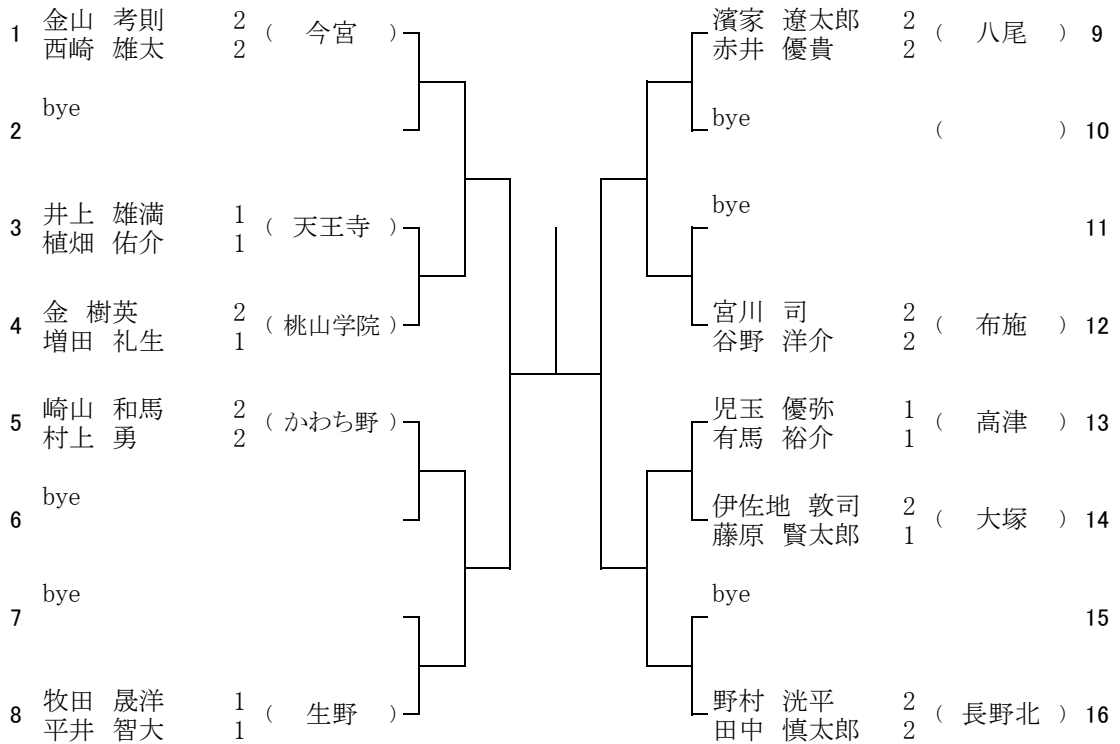 1 金山 考則 2 ( 今宮 )
西崎 雄太 2
bye
2
3 井上 雄満 1 ( 天王寺 )
植畑 佑介 1
4 金 樹英 2 ( 桃山学院 )
増田 礼生 1
5 崎山 和馬 2 ( かわち野 )
村上 勇 2
bye
6
bye
7
8 牧田 晟洋 1 ( 生野 )
平井 智大 1
濱家 遼太郎 2 ( 八尾 ) 9
赤井 優貴 2
bye
( ) 10
bye
11
宮川 司 2 ( 布施 ) 12
谷野 洋介 2
児玉 優弥 1 ( 高津 ) 13
有馬 裕介 1
伊佐地 敦司 2 ( 大塚 ) 14
藤原 賢太郎 1
bye
15
野村 洸平 2 ( 長野北 ) 16
田中 慎太郎 2